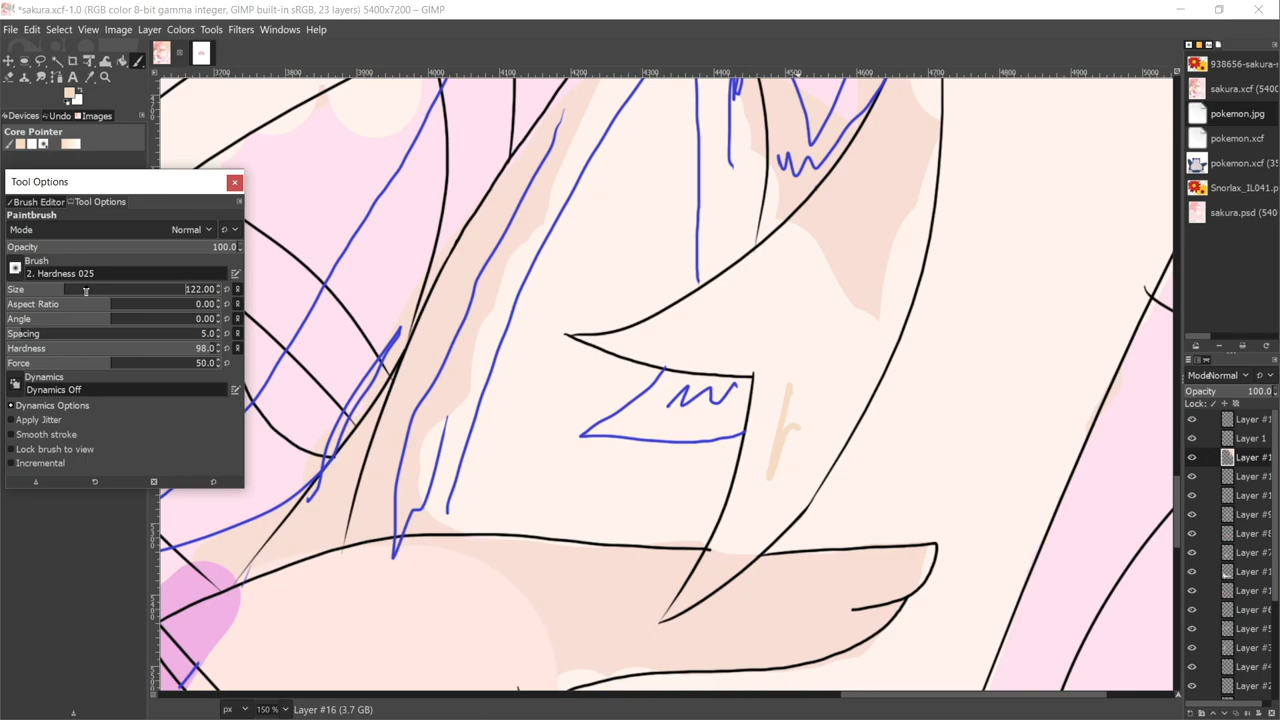 *sakura.xcf-1.0 (RGB color 8-bit gamma integer, GIMP built-in sRGB, 23 layers) 5400x7200 – GIMP
File Edit Select View Image Layer Colors Tools Filters Windows Help
3700 3800 3900 4000 4100 4200 4300 4400 4500 4600 4700 4800 4900 5000
Devices Undo Images
Core Pointer
Tool Options
Brush Editor Tool Options
Paintbrush
Mode Normal
Opacity 100.0
Brush
2. Hardness 025
Size 122.00
Aspect Ratio 0.00
Angle 0.00
Spacing 5.0
Hardness 98.0
Force 50.0
Dynamics
Dynamics Off
Dynamics Options
Apply Jitter
Smooth stroke
Lock brush to view
Incremental
938656-sakura-
sakura.xcf (540
pokemon.jpg
pokemon.xcf
pokemon.xcf (35
Snorlax_IL041.p
sakura.psd (540
Mode Normal
Opacity 100.0
Lock:
Layer #1
Layer 1
Layer #1
Layer #1
Layer #1
Layer #9
Layer #8
Layer #7
Layer #1
Layer #1
Layer #6
Layer #5
Layer #3
Layer #4
Layer #2
px 150 % Layer #16 (3.7 GB)